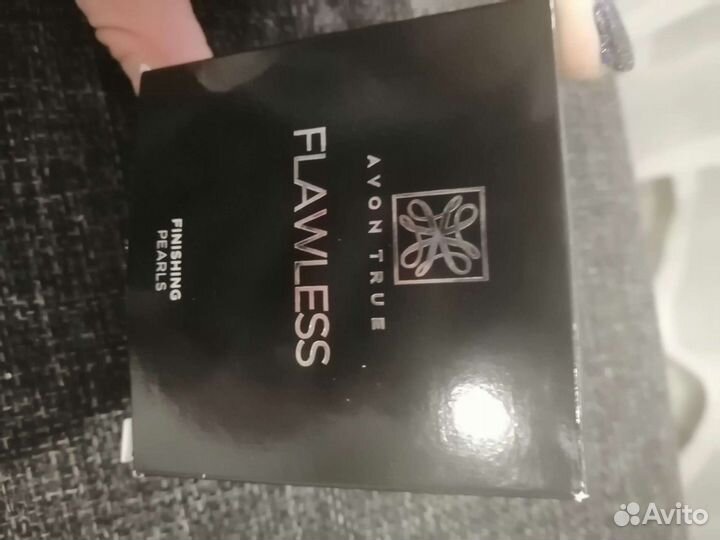 AVON TRUE
FLAWLESS
FINISHING
PEARLS
Avito